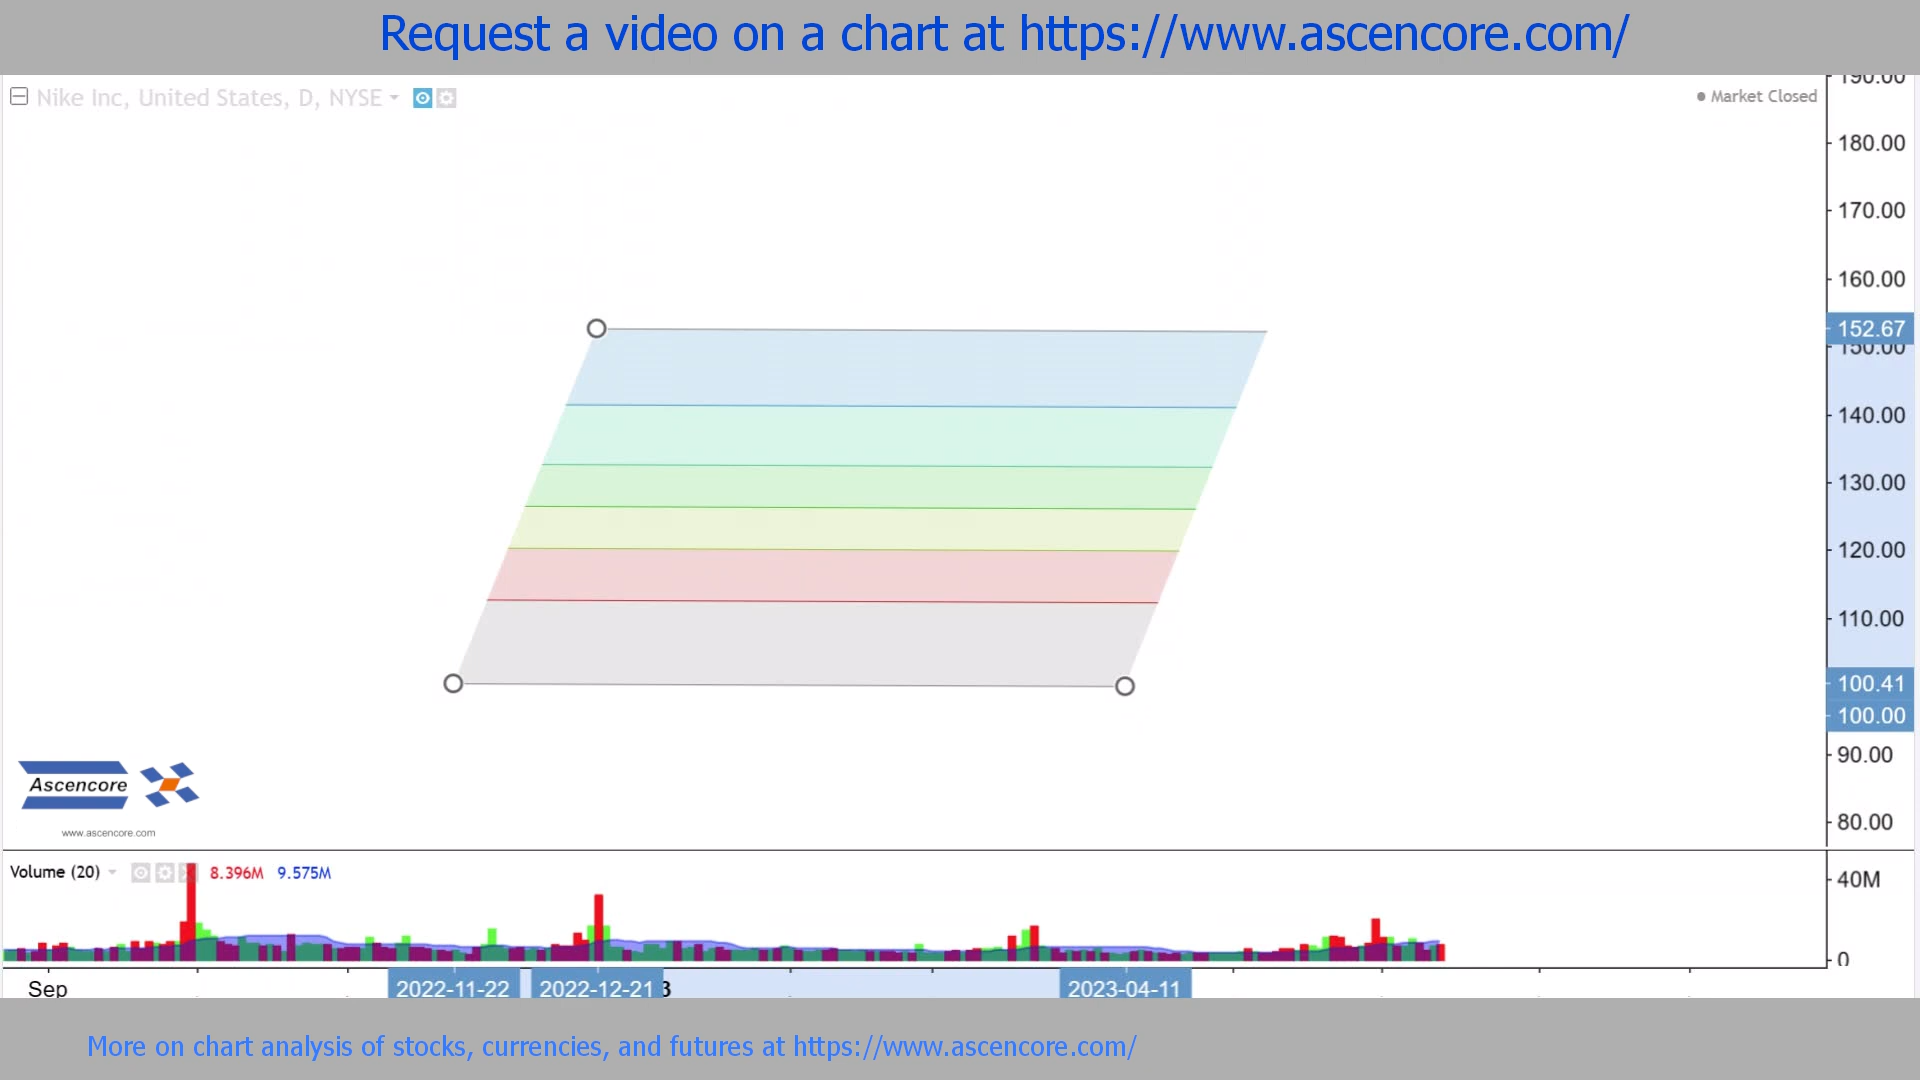 Request a video on a chart at https://www.ascencore.com/
Nike Inc, United States, D, NYSE
Market Closed
190.00
180.00
170.00
160.00
152.67
150.00
140.00
130.00
120.00
110.00
100.41
100.00
90.00
80.00
Ascencore
www.ascencore.com
Volume (20) 8.396M 9.575M
40M
0
Sep 2022-11-22 2022-12-21 3 2023-04-11
More on chart analysis of stocks, currencies, and futures at https://www.ascencore.com/